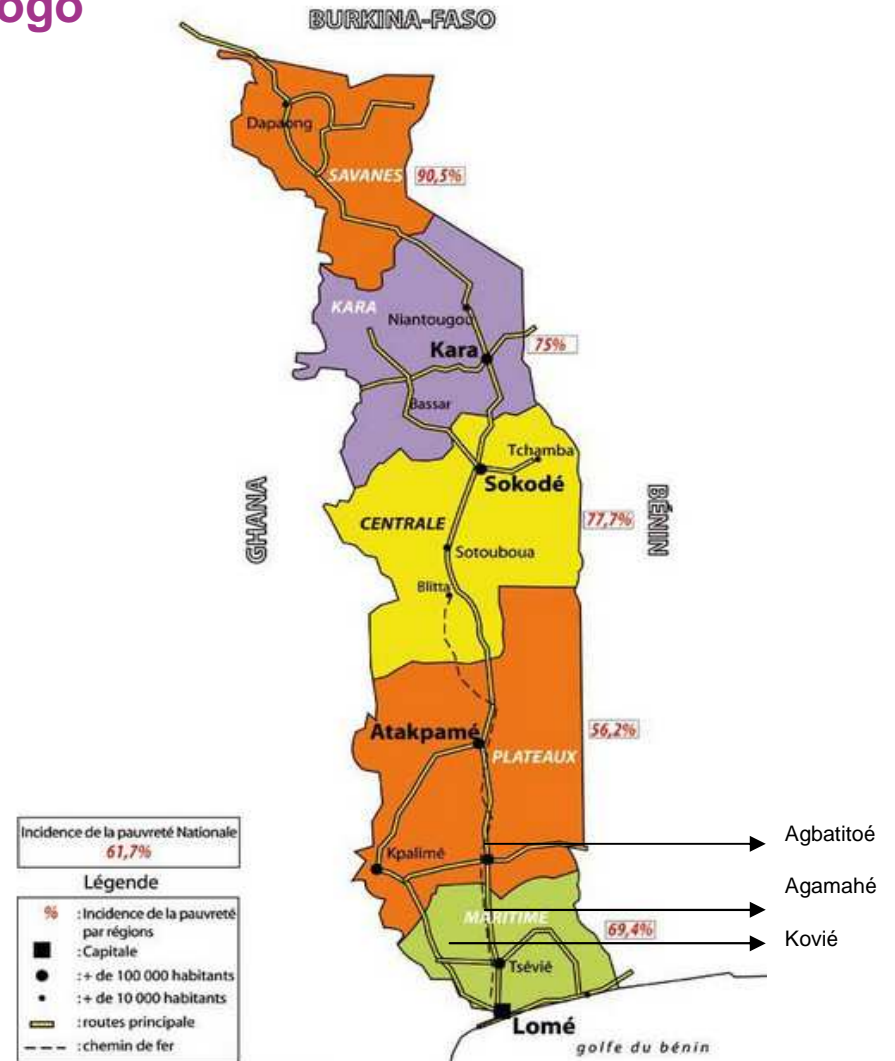 ogo
BURKINA-FASO
Dapaong
SAVANES
90,5%
KARA
Niantougou
Kara
75%
Bassar
Tchamba
Sokodé
GHANA
BÉNIN
CENTRALE
77,7%
Sotouboua
Blitta
Atakpamé
PLATEAUX
56,2%
Incidence de la pauvreté Nationale
61,7%
Kpalimé
Agbatitoé
Agamahé
Kovié
MARITIME
69,4%
Tsévié
Lomé
golfe du bénin
Légende
% : Incidence de la pauvreté
par régions
: Capitale
: + de 100 000 habitants
: + de 10 000 habitants
: routes principale
: chemin de fer